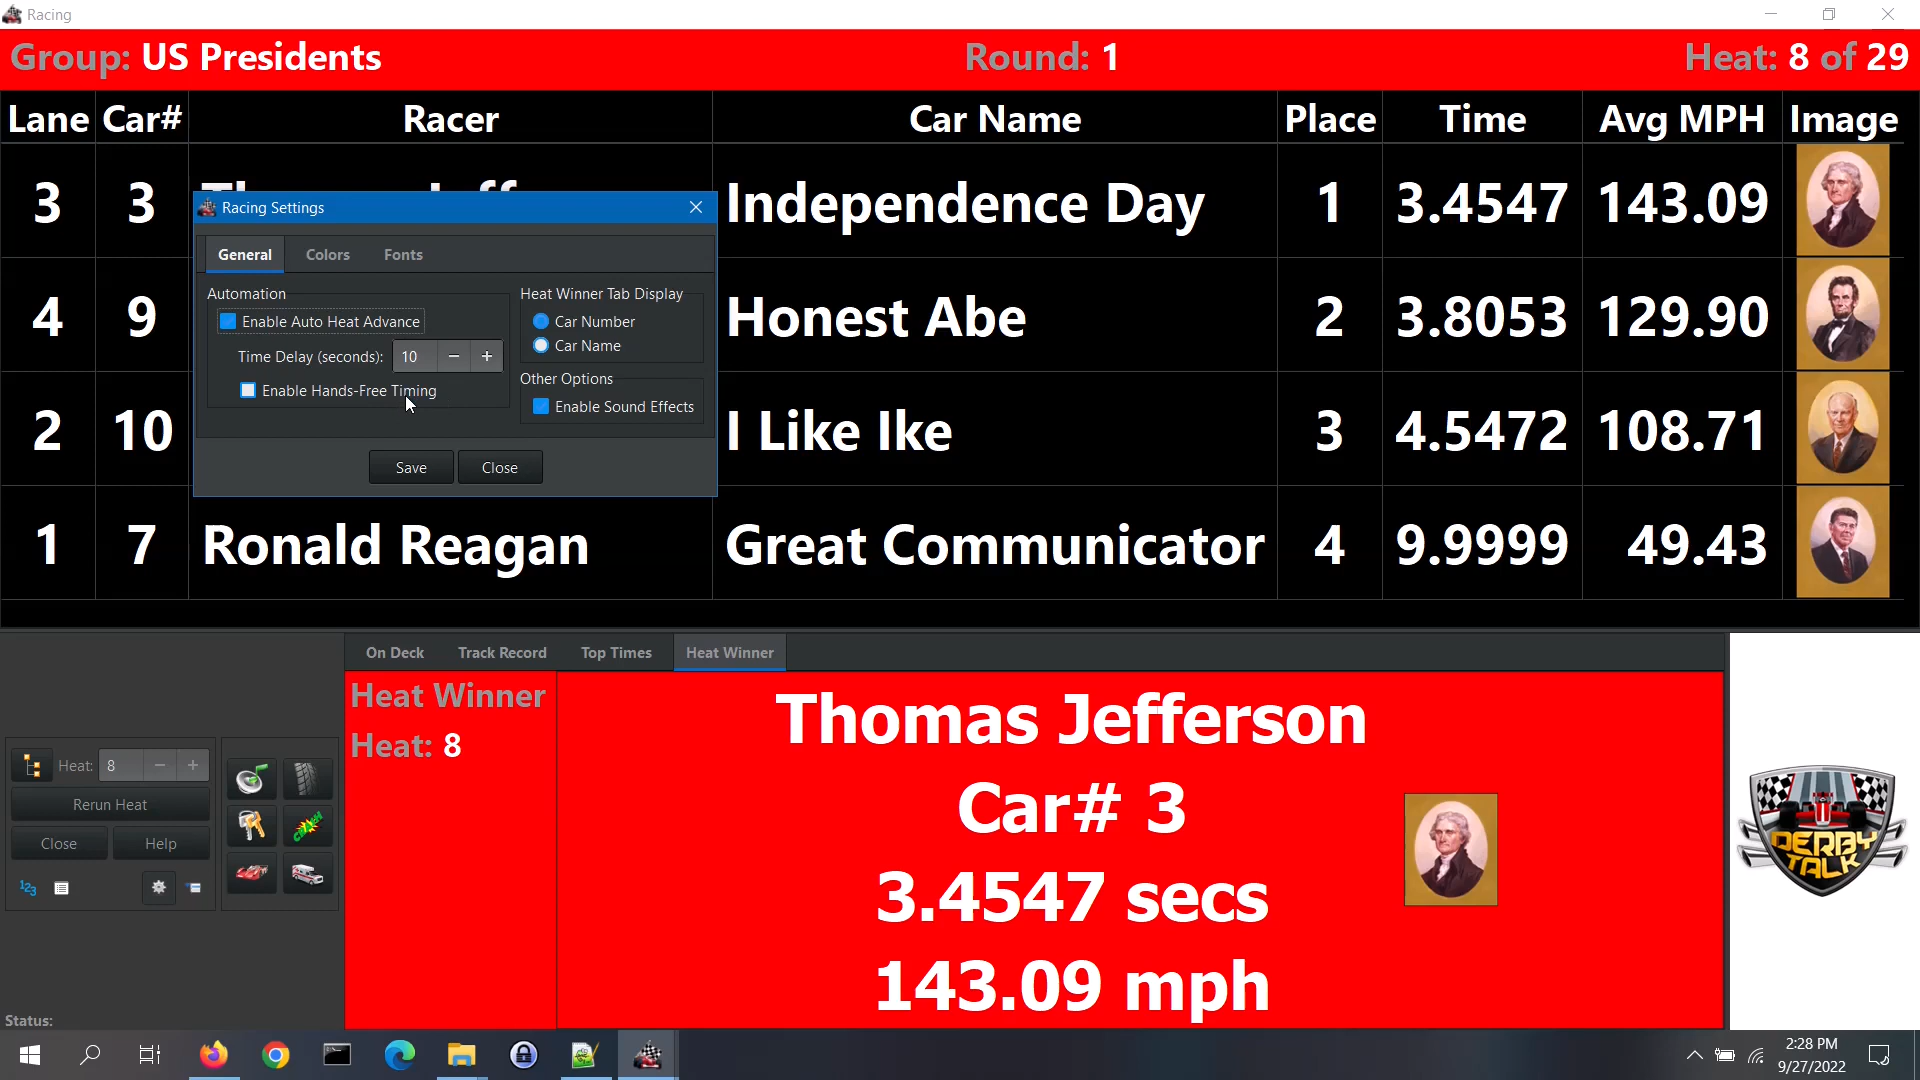 Racing
Group: US Presidents Round: 1 Heat: 8 of 29
Lane Car# Racer Car Name Place Time Avg MPH Image
3 3 Independence Day 1 3.4547 143.09
Racing Settings
General Colors Fonts
Automation
Enable Auto Heat Advance
Time Delay (seconds): 10 − +
Enable Hands-Free Timing
Heat Winner Tab Display
Car Number
Car Name
Other Options
Enable Sound Effects
Save Close
4 9 Honest Abe 2 3.8053 129.90
2 10 I Like Ike 3 4.5472 108.71
1 7 Ronald Reagan Great Communicator 4 9.9999 49.43
On Deck Track Record Top Times Heat Winner
Heat Winner
Heat: 8
Thomas Jefferson
Car# 3
3.4547 secs
143.09 mph
Heat: 8 − +
Rerun Heat
Close Help
123
Status:
DERBY
TALK
2:28 PM
9/27/2022